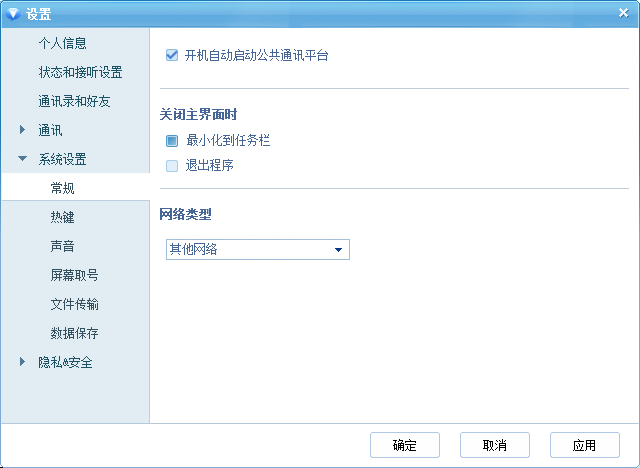 设置
个人信息
状态和接听设置
通讯录和好友
通讯
系统设置
常规
热键
声音
屏幕取号
文件传输
数据保存
隐私&安全
开机自动启动公共通讯平台
关闭主界面时
最小化到任务栏
退出程序
网络类型
其他网络
确定
取消
应用